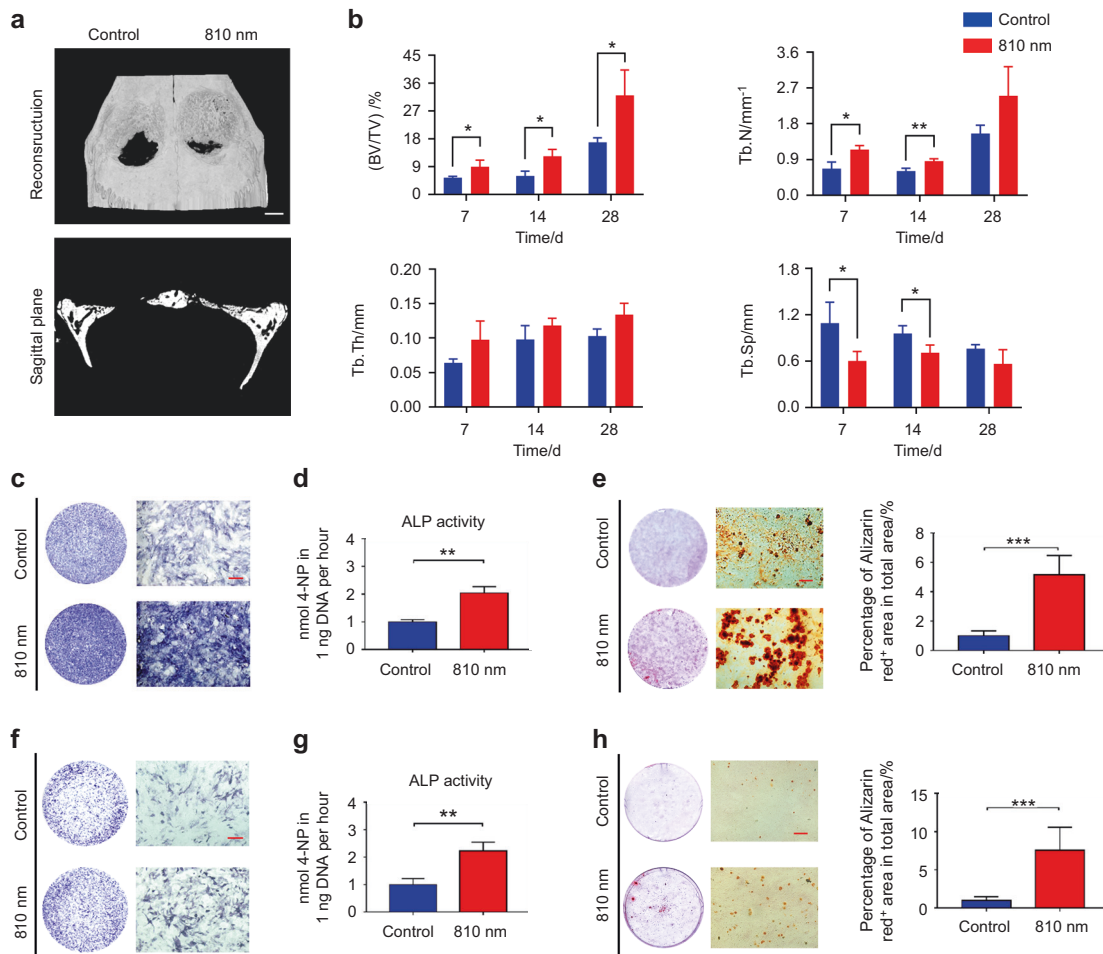 a
Control
810 nm
Reconsructuion
Sagittal plane
b
Control
810 nm
(BV/TV) /%
45
36
27
18
9
0
*
*
*
7
14
28
Time/d
Tb.N/mm-1
3.6
2.7
1.8
0.9
0.0
*
**
7
14
28
Time/d
Tb.Th/mm
0.20
0.15
0.10
0.05
0.00
7
14
28
Time/d
Tb.Sp/mm
1.8
1.2
0.6
0.0
*
*
7
14
28
Time/d
c
Control
810 nm
d
ALP activity
nmol 4-NP in
1 ng DNA per hour
4
3
2
1
0
**
Control
810 nm
e
Control
810 nm
Percentage of Alizarin
red+ area in total area/%
8
6
4
2
0
***
Control
810 nm
f
Control
810 nm
g
ALP activity
nmol 4-NP in
1 ng DNA per hour
4
3
2
1
0
**
Control
810 nm
h
Control
810 nm
Percentage of Alizarin
red+ area in total area/%
15
10
5
0
***
Control
810 nm